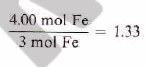 4.00 mol Fe
3 mol Fe
= 1.33